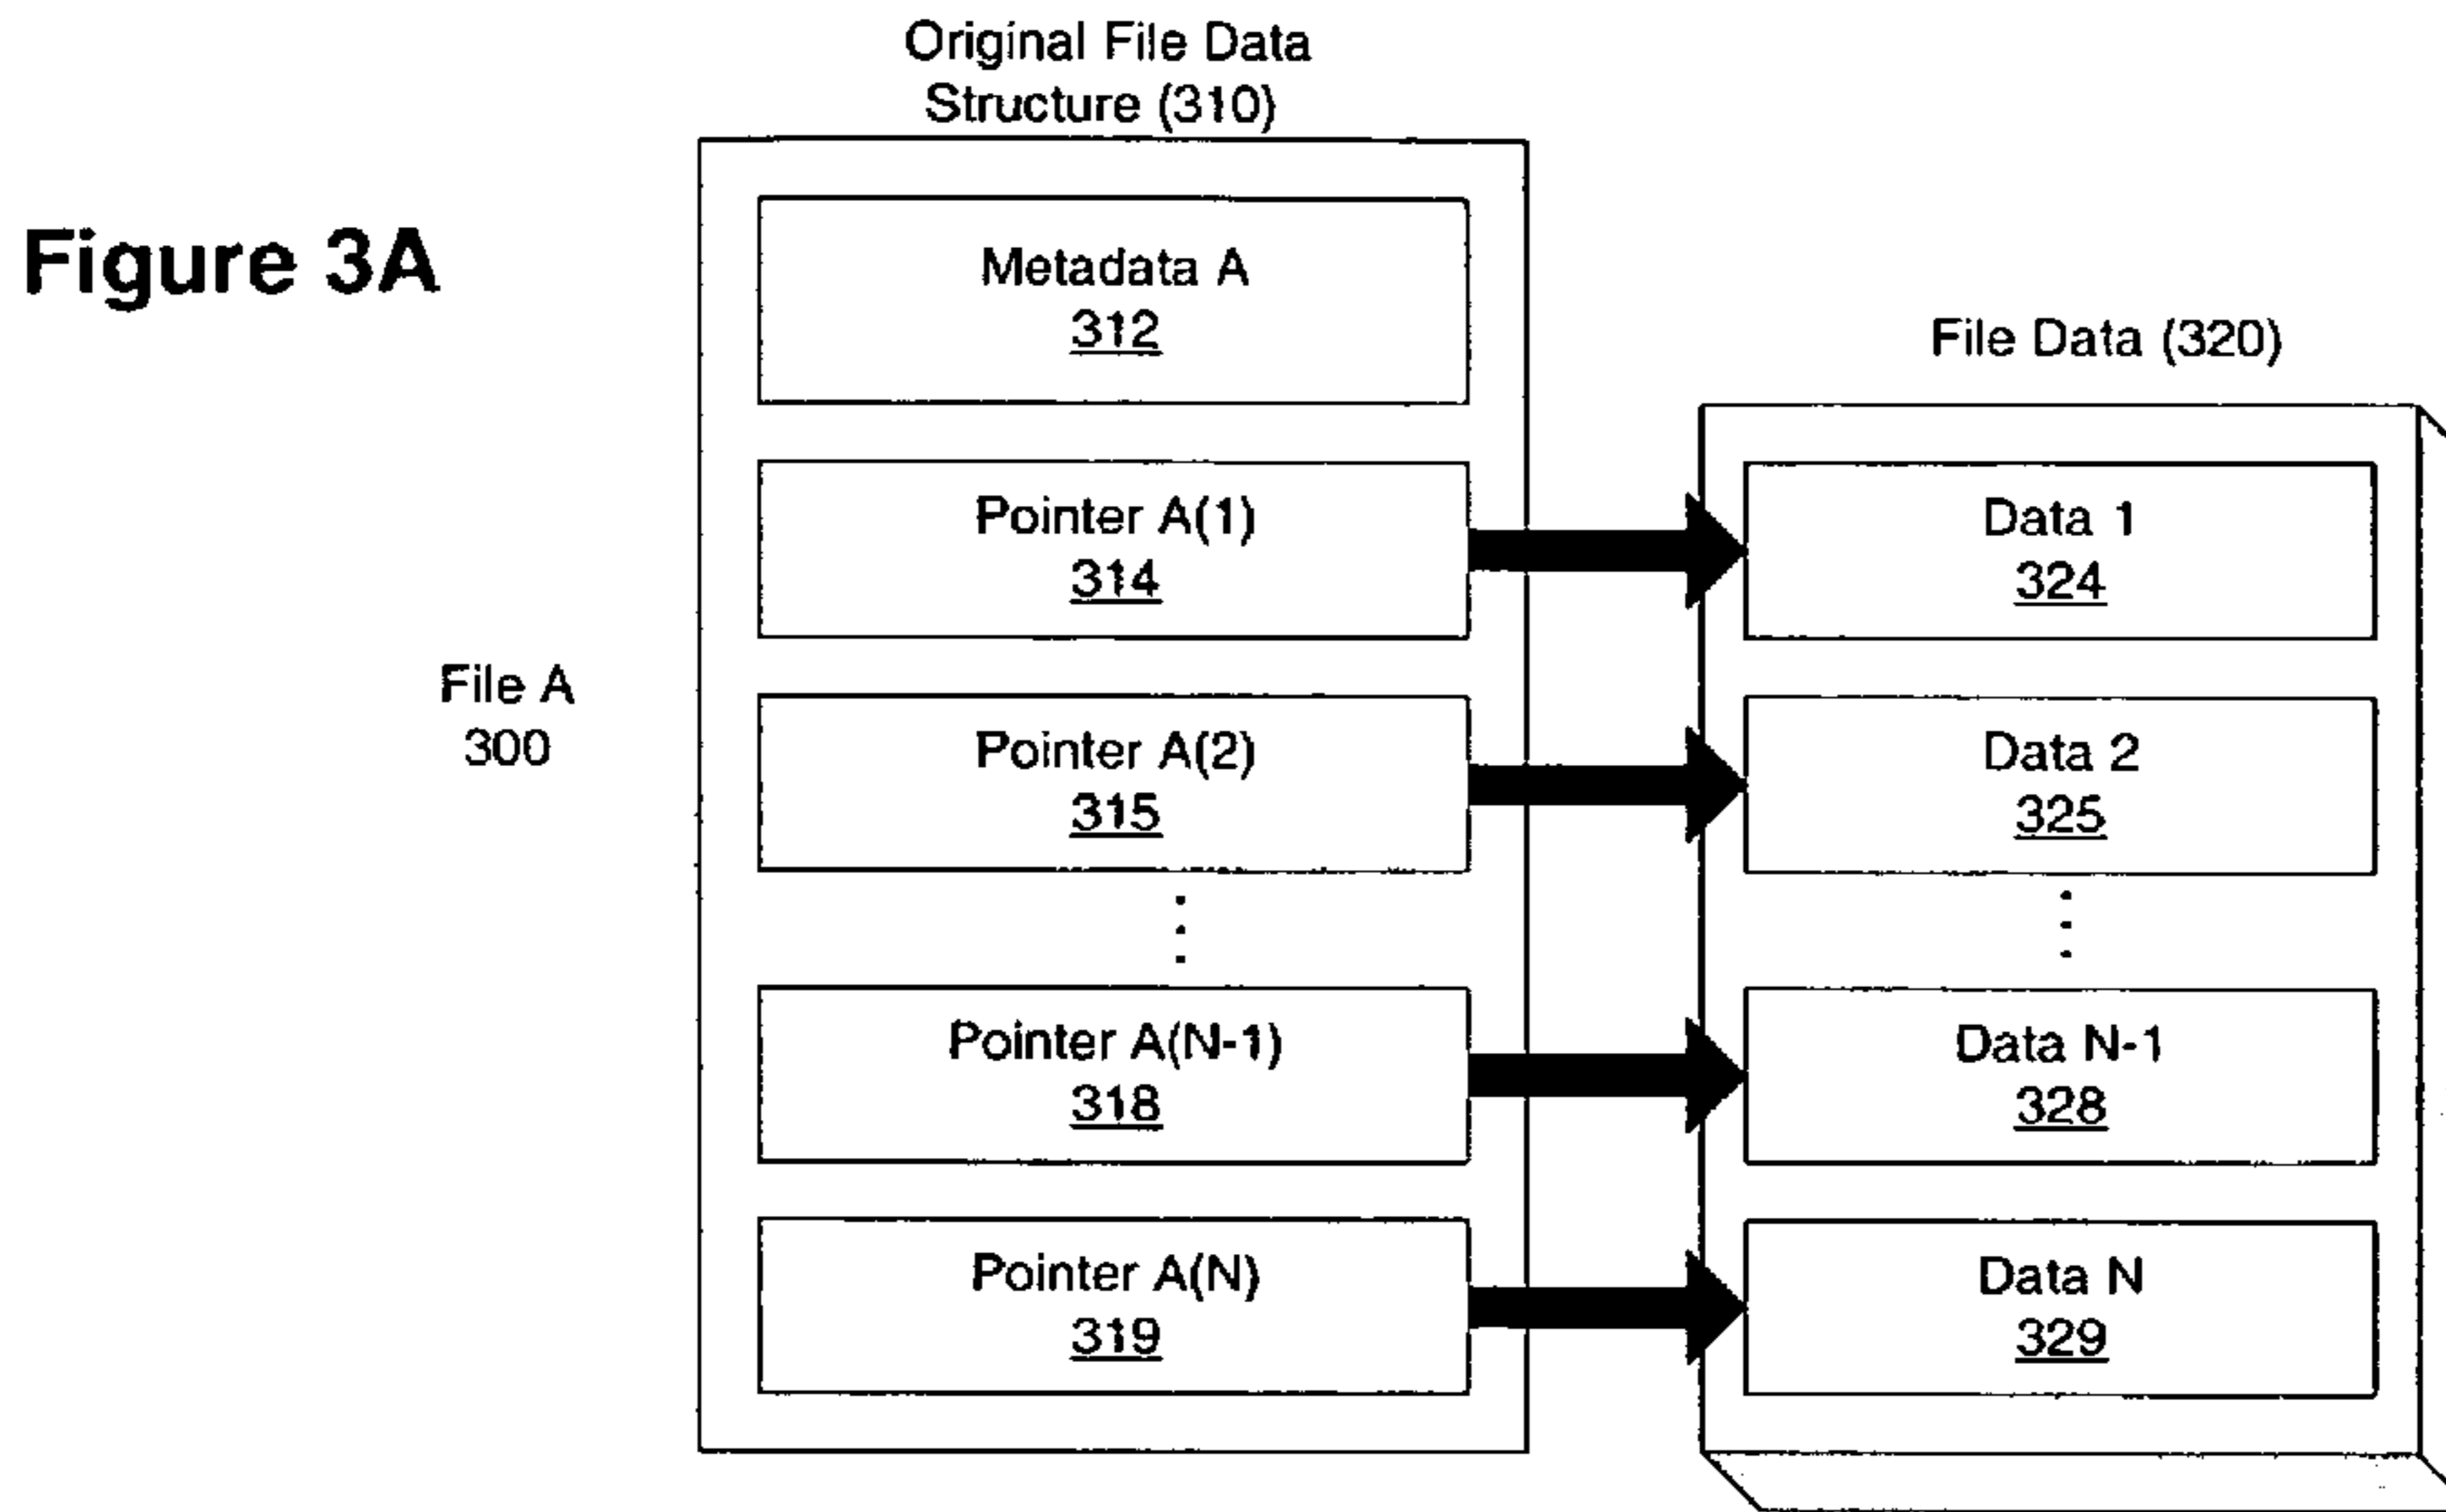 Original File Data
Structure (310)
Figure 3A
Metadata A
312
File Data (320)
Pointer A(1)
314
Data 1
324
File A
300
Pointer A(2)
315
Data 2
325
Pointer A(N-1)
318
Data N-1
328
Pointer A(N)
319
Data N
329